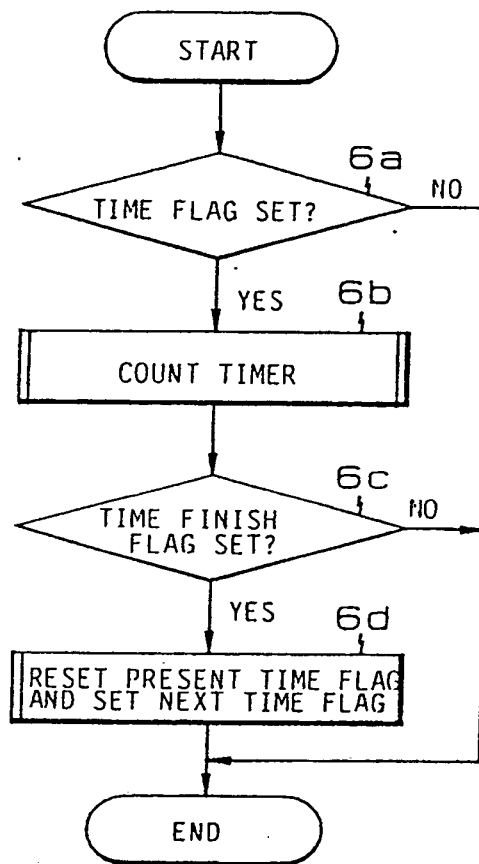 START
6a
TIME FLAG SET?
NO
YES
6b
COUNT TIMER
6c
TIME FINISH
FLAG SET?
NO
YES
6d
RESET PRESENT TIME FLAG
AND SET NEXT TIME FLAG
END